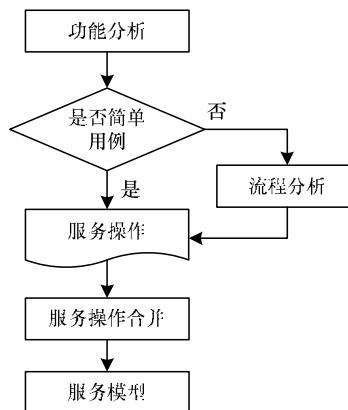 功能分析
是否简单
用例
否
是
流程分析
服务操作
服务操作合并
服务模型